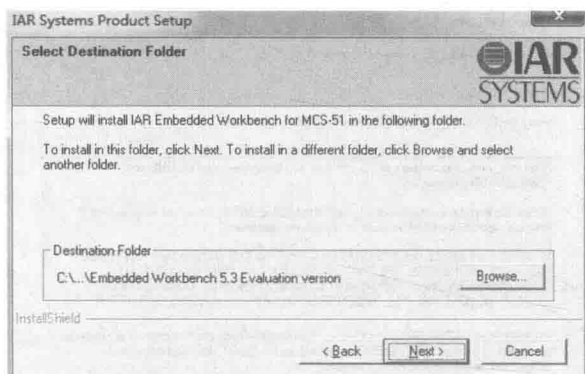 IAR Systems Product Setup
Select Destination Folder
IAR
SYSTEMS
Setup will install IAR Embedded Workbench for MCS-51 in the following folder.
To install in this folder, click Next. To install in a different folder, click Browse and select
another folder.
Destination Folder
C:\...\Embedded Workbench 5.3 Evaluation version
Browse...
InstallShield
< Back
Next >
Cancel